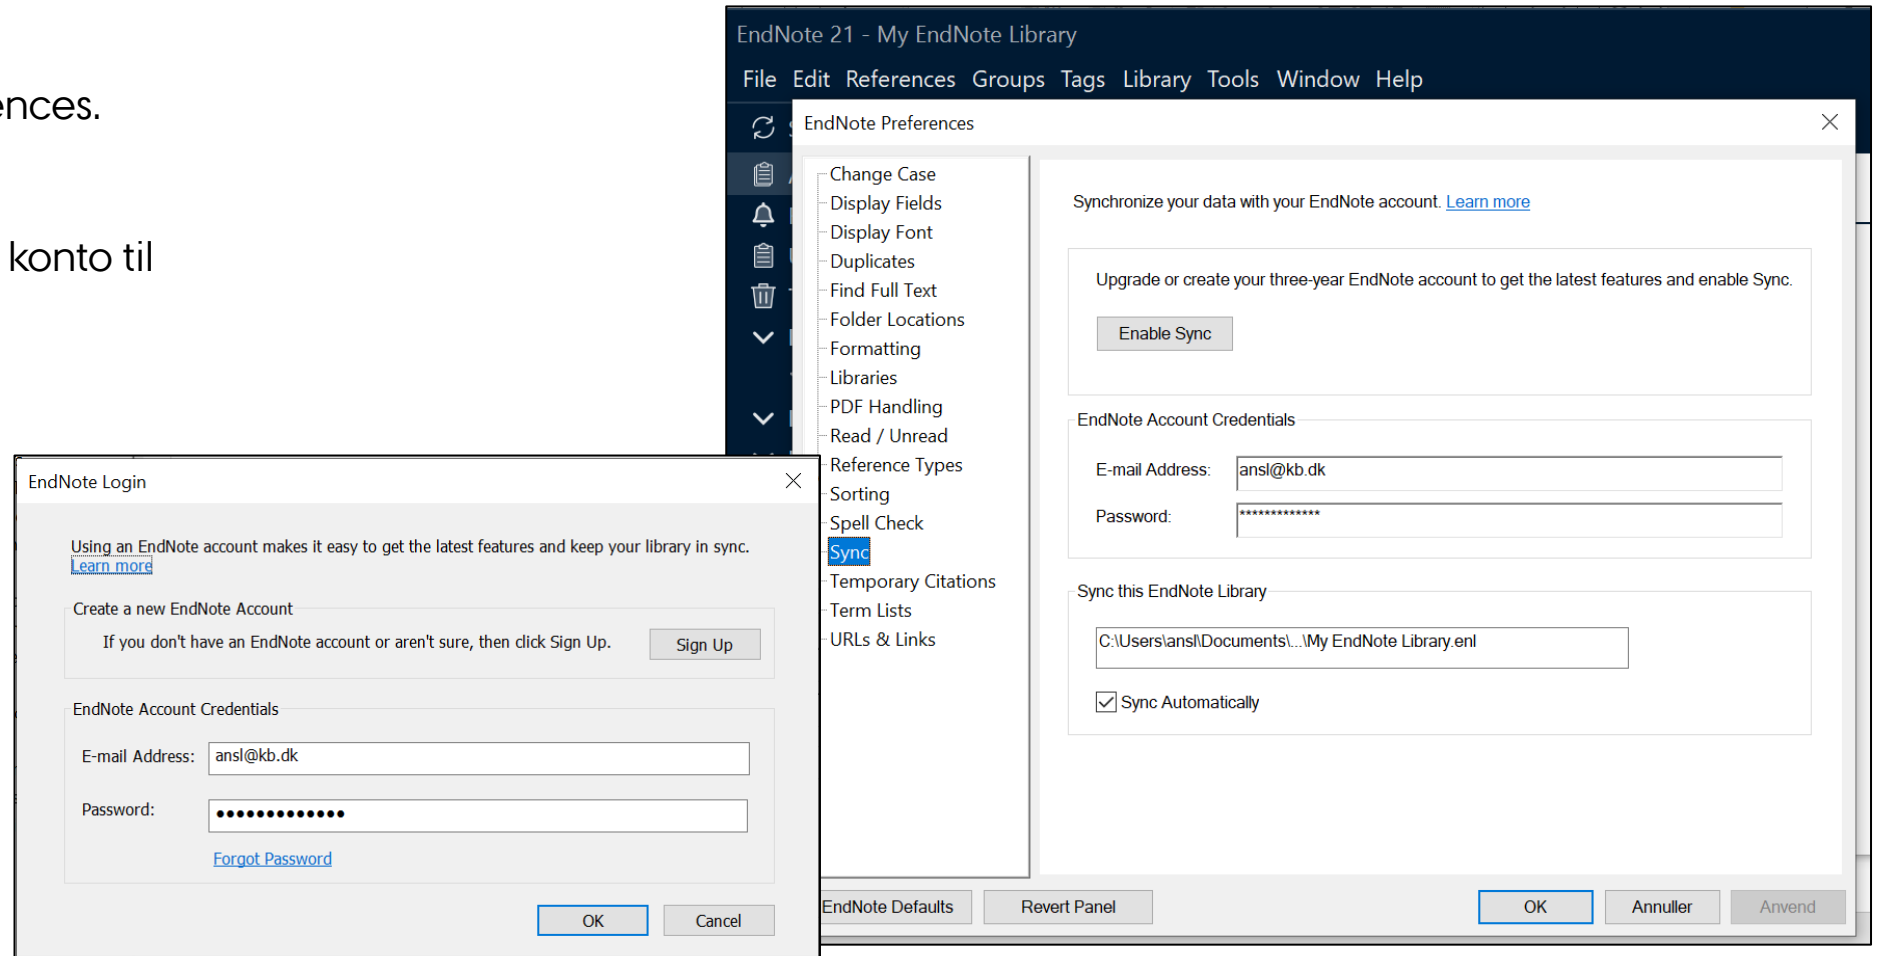 ences.
konto til
EndNote 21 - My EndNote Library
File Edit References Groups Tags Library Tools Window Help
EndNote Preferences
Change Case
Display Fields
Display Font
Duplicates
Find Full Text
Folder Locations
Formatting
Libraries
PDF Handling
Read / Unread
Reference Types
Sorting
Spell Check
Sync
Temporary Citations
Term Lists
URLs & Links
Synchronize your data with your EndNote account. Learn more
Upgrade or create your three-year EndNote account to get the latest features and enable Sync.
Enable Sync
EndNote Account Credentials
E-mail Address: ansl@kb.dk
Password: *************
Sync this EndNote Library
C:\Users\ansl\Documents\...\My EndNote Library.enl
Sync Automatically
EndNote Defaults Revert Panel OK Annuller Anvend
EndNote Login
Using an EndNote account makes it easy to get the latest features and keep your library in sync.
Learn more
Create a new EndNote Account
If you don't have an EndNote account or aren't sure, then click Sign Up. Sign Up
EndNote Account Credentials
E-mail Address: ansl@kb.dk
Password: •••••••••••••
Forgot Password
OK Cancel